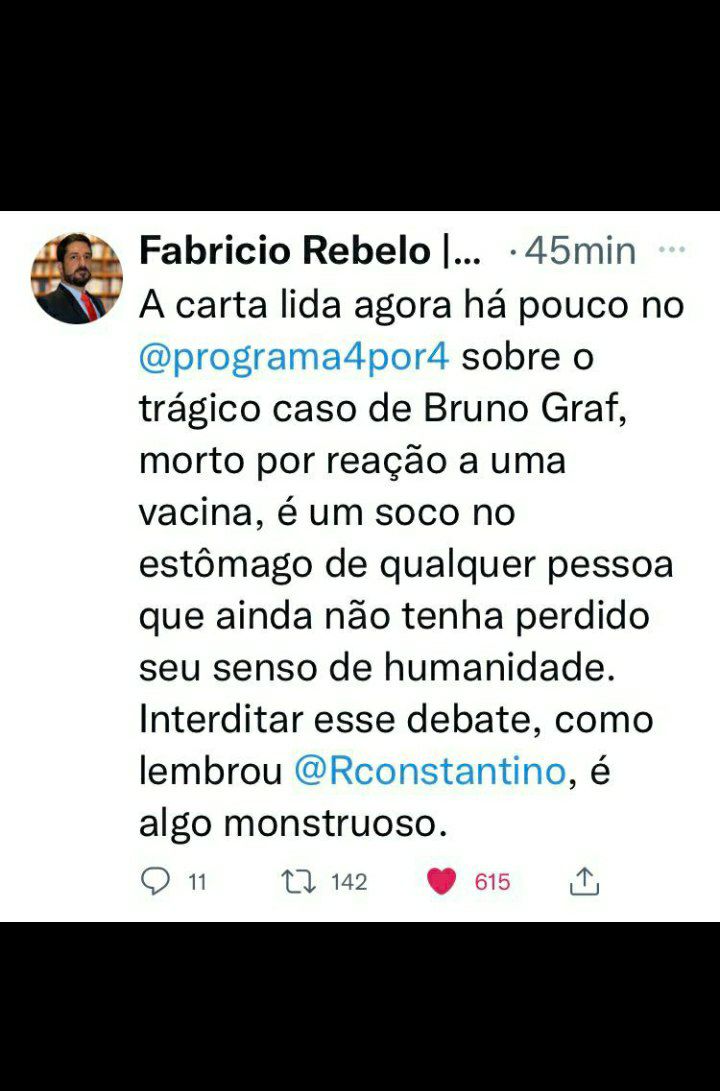 Fabricio Rebelo |... · 45min ...
A carta lida agora há pouco no
@programa4por4 sobre o
trágico caso de Bruno Graf,
morto por reação a uma
vacina, é um soco no
estômago de qualquer pessoa
que ainda não tenha perdido
seu senso de humanidade.
Interditar esse debate, como
lembrou @Rconstantino, é
algo monstruoso.
11 142 615